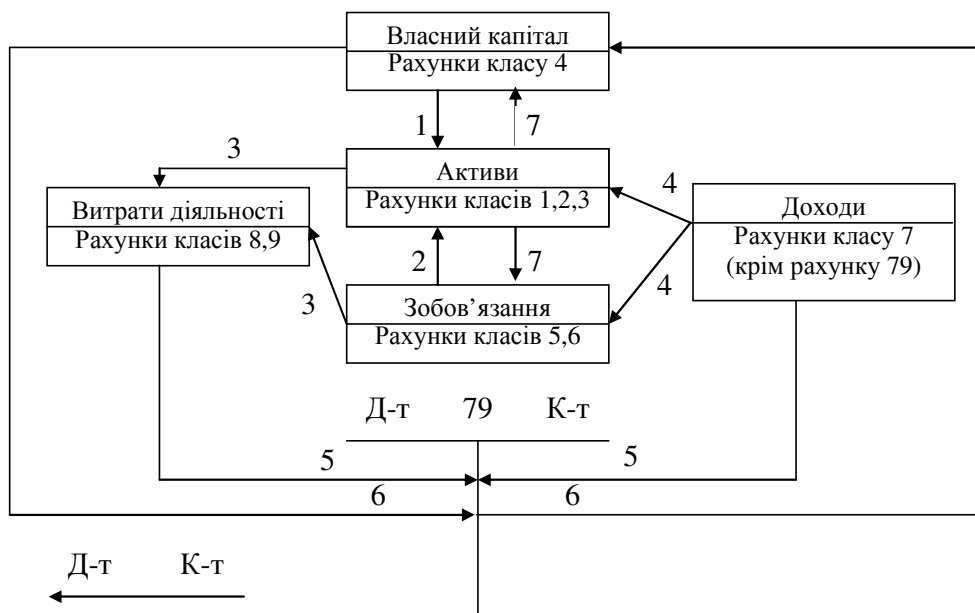 Власний капітал
Рахунки класу 4
1
7
3
Активи
Рахунки класів 1,2,3
4
Витрати діяльності
Рахунки класів 8,9
Доходи
Рахунки класу 7
(крім рахунку 79)
2
7
3
4
Зобов’язання
Рахунки класів 5,6
Д-т 79 К-т
5
5
6
6
Д-т К-т